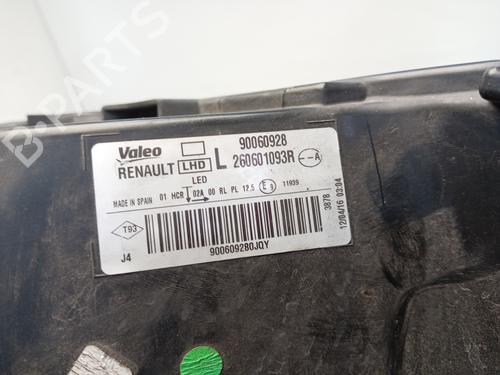 B-PARTS
Valeo
RENAULT LHD
L
90060928
260601093R
A
LED
MADE IN SPAIN 01 HCR 02A 00 RL PL 12.5 E9 11939
T93
J4
900609280JQY
3878
12/04/16 03:04